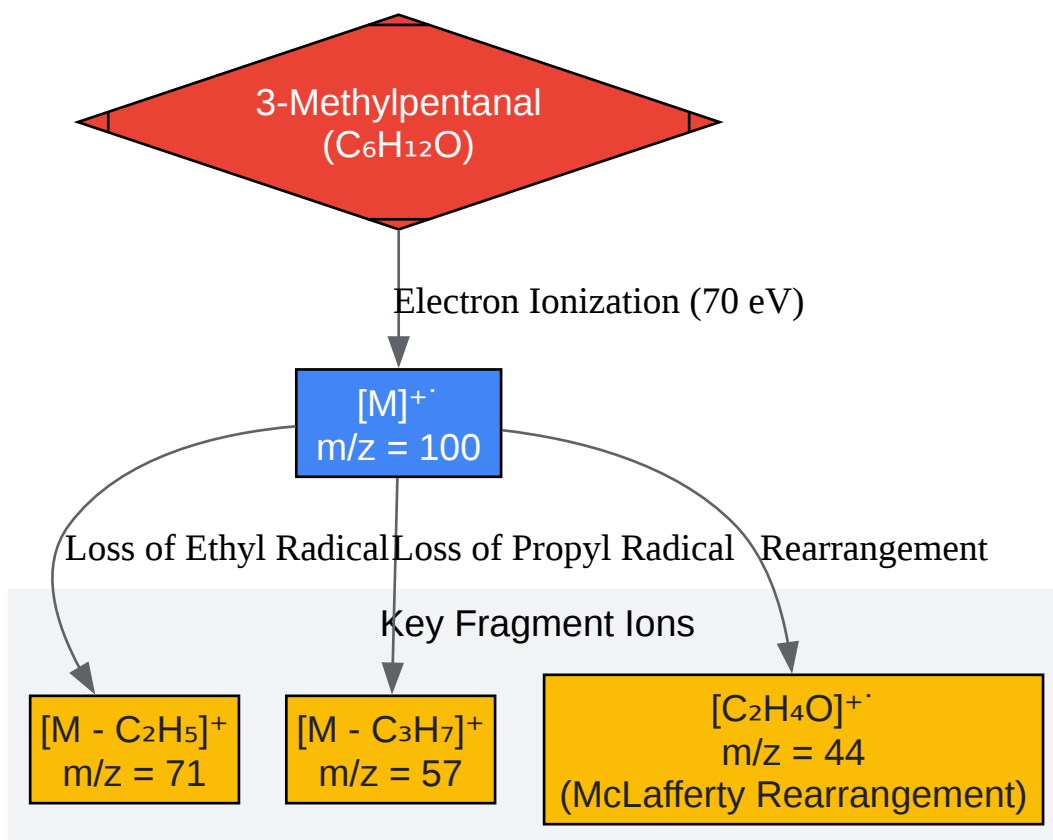 3-Methylpentanal
(C₆H₁₂O)
Electron Ionization (70 eV)
[M]⁺˙
m/z = 100
Loss of Ethyl Radical
Loss of Propyl Radical
Rearrangement
Key Fragment Ions
[M - C₂H₅]⁺
m/z = 71
[M - C₃H₇]⁺
m/z = 57
[C₂H₄O]⁺˙
m/z = 44
(McLafferty Rearrangement)